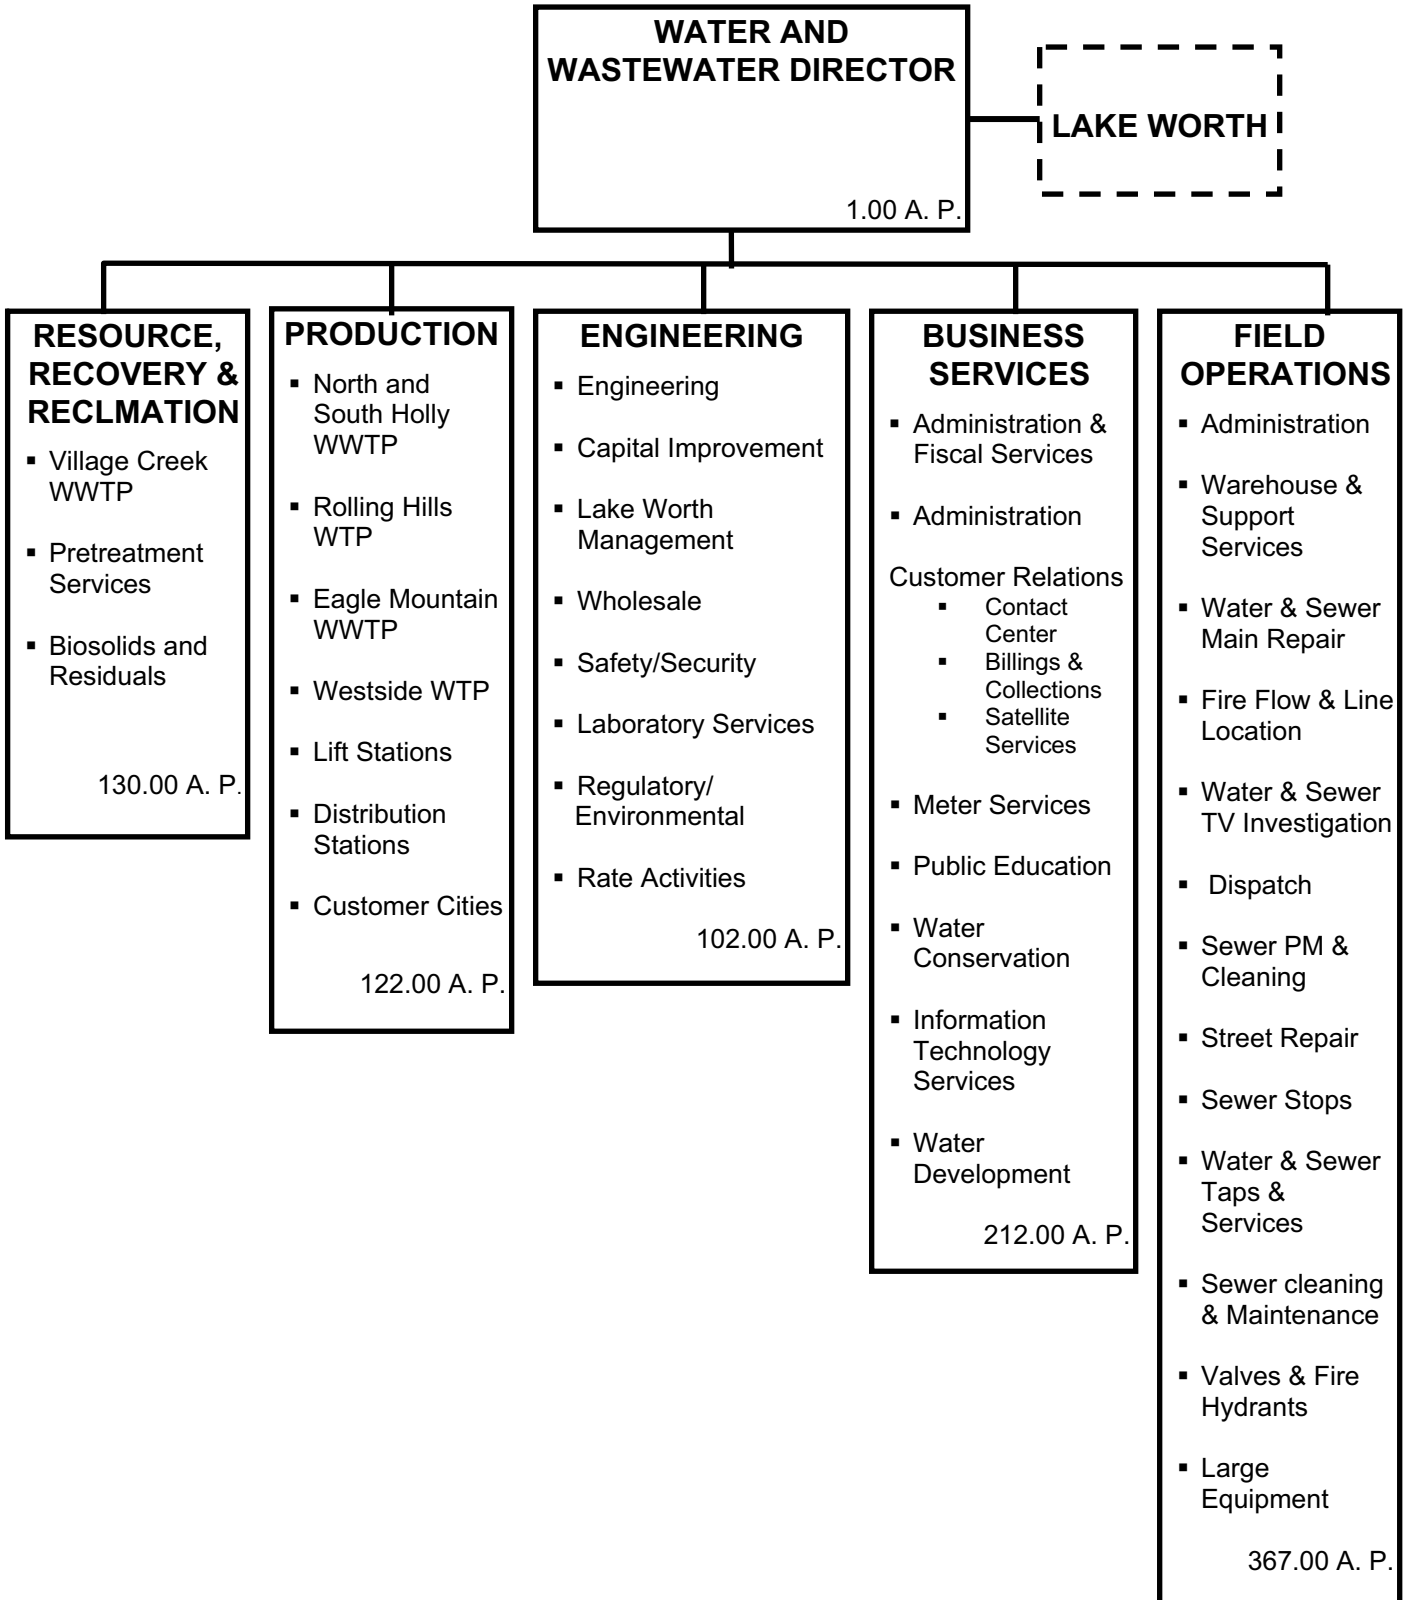 WATER AND
WASTEWATER DIRECTOR
1.00 A. P.
LAKE WORTH
RESOURCE,
RECOVERY &
RECLMATION
▪ Village Creek
WWTP
▪ Pretreatment
Services
▪ Biosolids and
Residuals
130.00 A. P.
PRODUCTION
▪ North and
South Holly
WWTP
▪ Rolling Hills
WTP
▪ Eagle Mountain
WWTP
▪ Westside WTP
▪ Lift Stations
▪ Distribution
Stations
▪ Customer Cities
122.00 A. P.
ENGINEERING
▪ Engineering
▪ Capital Improvement
▪ Lake Worth
Management
▪ Wholesale
▪ Safety/Security
▪ Laboratory Services
▪ Regulatory/
Environmental
▪ Rate Activities
102.00 A. P.
BUSINESS
SERVICES
▪ Administration &
Fiscal Services
▪ Administration
Customer Relations
▪ Contact
Center
▪ Billings &
Collections
▪ Satellite
Services
▪ Meter Services
▪ Public Education
▪ Water
Conservation
▪ Information
Technology
Services
▪ Water
Development
212.00 A. P.
FIELD
OPERATIONS
▪ Administration
▪ Warehouse &
Support
Services
▪ Water & Sewer
Main Repair
▪ Fire Flow & Line
Location
▪ Water & Sewer
TV Investigation
▪ Dispatch
▪ Sewer PM &
Cleaning
▪ Street Repair
▪ Sewer Stops
▪ Water & Sewer
Taps &
Services
▪ Sewer cleaning
& Maintenance
▪ Valves & Fire
Hydrants
▪ Large
Equipment
367.00 A. P.